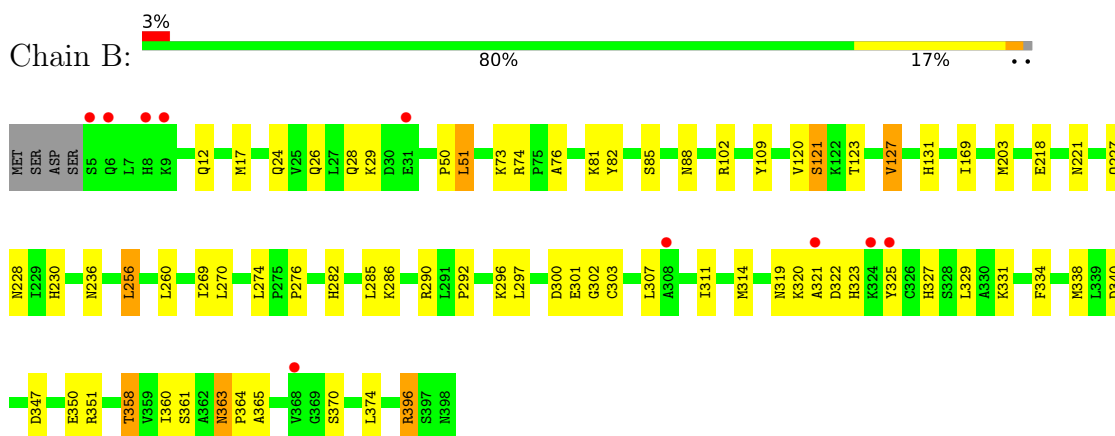 3%
Chain B:
80% 17% • •
MET SER ASP SER S5 Q6 L7 H8 K9 Q12 M17 Q24 V25 Q26 L27 Q28 K29 D30 E31 P50 L51 K73 R74 P75 A76 K81 Y82 S85 N88 R102 Y109 V120 S121 K122 T123 V127 H131 I169 M203 E218 N221
N228 I229 H230 N236 L256 L260 I269 L270 L274 P275 P276 H282 L285 K286 R290 L291 P292 K296 L297 D300 E301 G302 C303 L307 A308 I311 M314 N319 K320 A321 D322 H323 K324 Y325 C326 H327 S328 L329 A330 K331 F334 M338 L339 D340
D347 E350 R351 T358 V359 I360 S361 A362 N363 P364 A365 V368 G369 S370 L374 R396 S397 N398